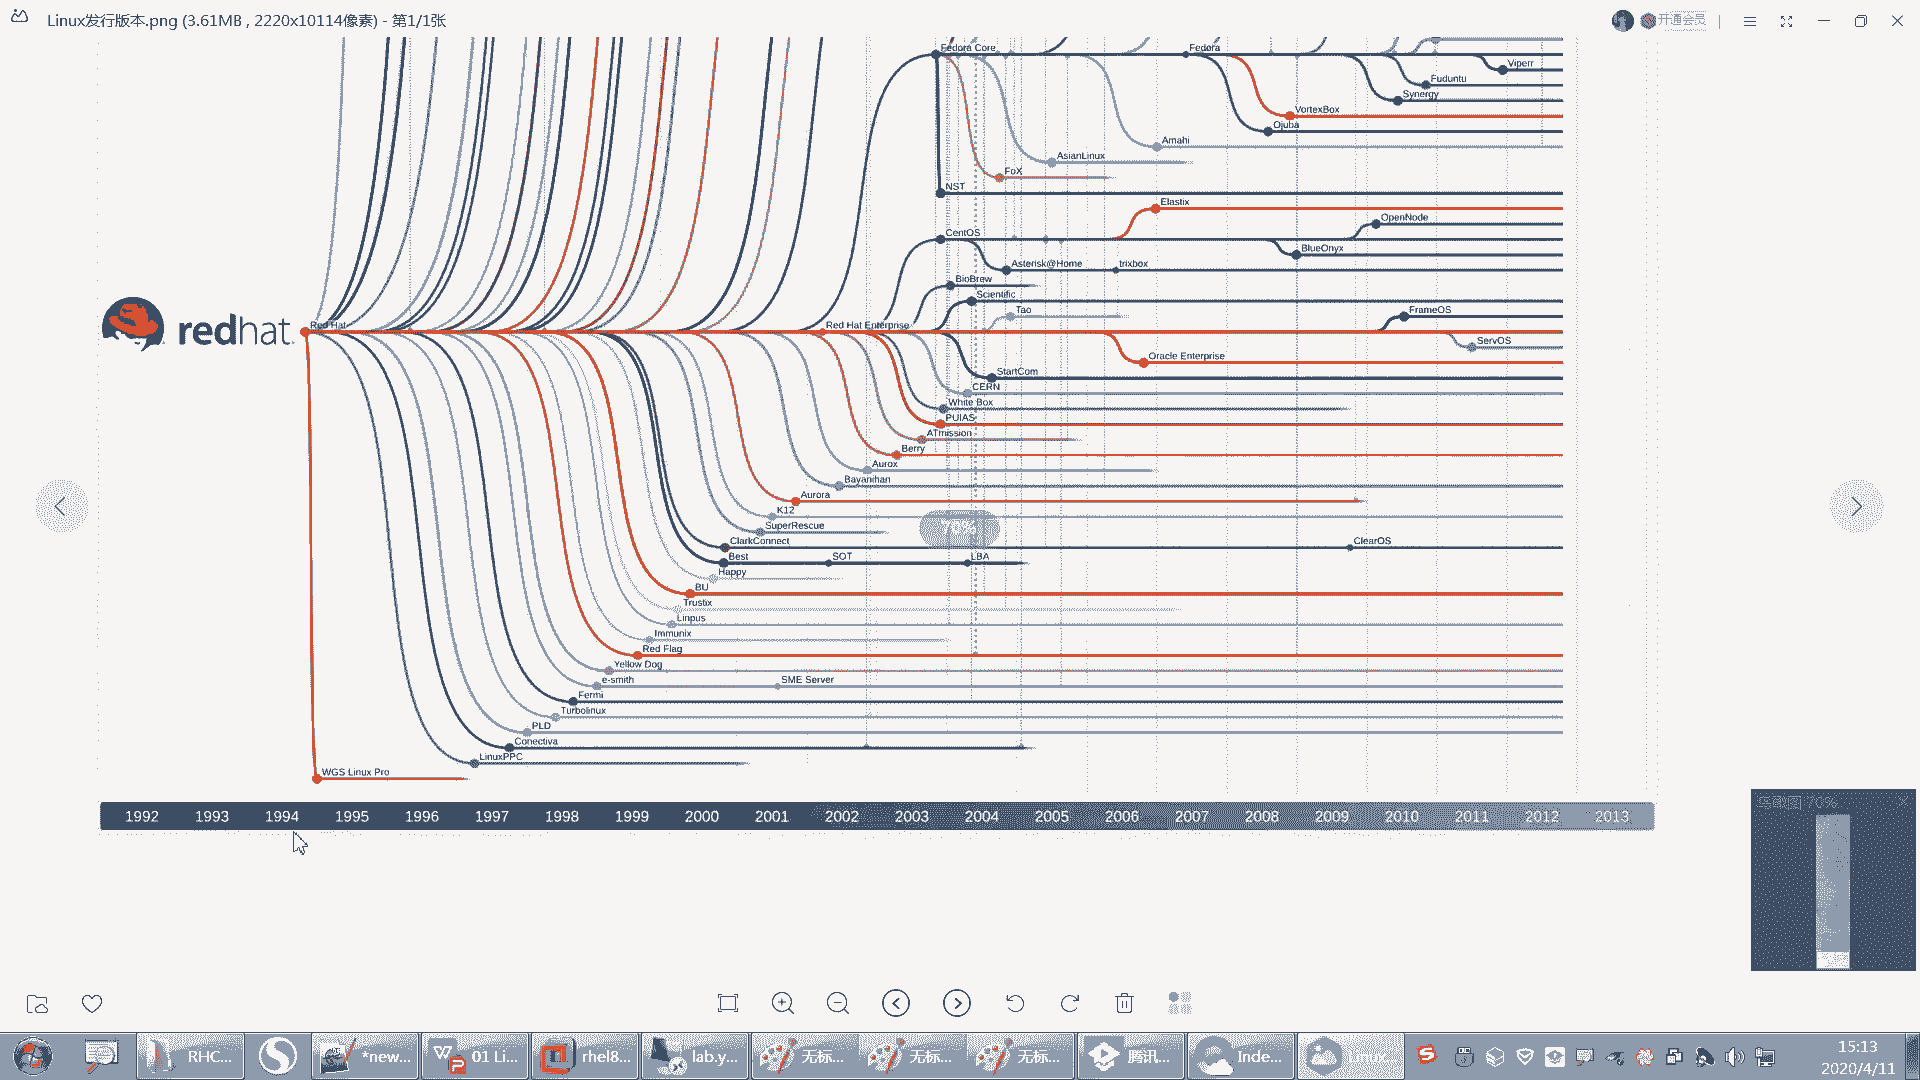 Linux发行版本.png (3.61MB , 2220x10114像素) - 第1/1张
开通会员
Fedora Core
Fedora
Viperr
Fuduntu
Synergy
VortexBox
Ojuba
Amahi
AsianLinux
FoX
NST
Elastix
OpenNode
CentOS
BlueOnyx
Asterisk@Home
trixbox
BioBrew
Scientific
Tao
FrameOS
redhat.
Red Hat
Red Hat Enterprise
ServOS
Oracle Enterprise
StartCom
CERN
White Box
PUIAS
ATmission
Berry
Aurox
Bayanihan
Aurora
K12
SuperRescue
70%
ClarkConnect
ClearOS
Best
SOT
LBA
Happy
BU
Trustix
Linpus
Immunix
Red Flag
Yellow Dog
e-smith
SME Server
Fermi
Turbolinux
PLD
Conectiva
LinuxPPC
WGS Linux Pro
1992 1993 1994 1995 1996 1997 1998 1999 2000 2001 2002 2003 2004 2005 2006 2007 2008 2009 2010 2011 2012 2013
鸟瞰图 70%
RHC...
*new...
01 Li...
rhel8...
lab.y...
无标...
无标...
无标...
腾讯...
Inde...
Linux...
15:13
2020/4/11